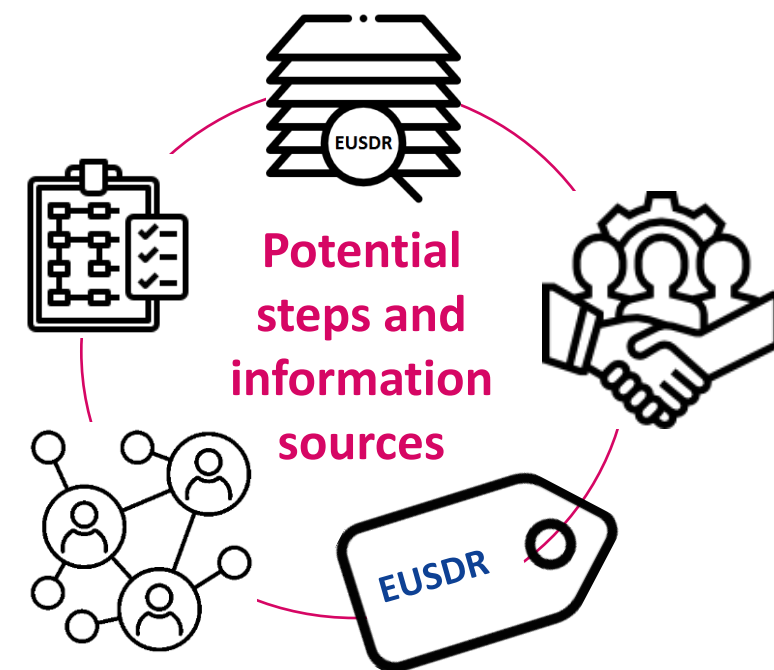 EUSDR
Potential
steps and
information
sources
EUSDR